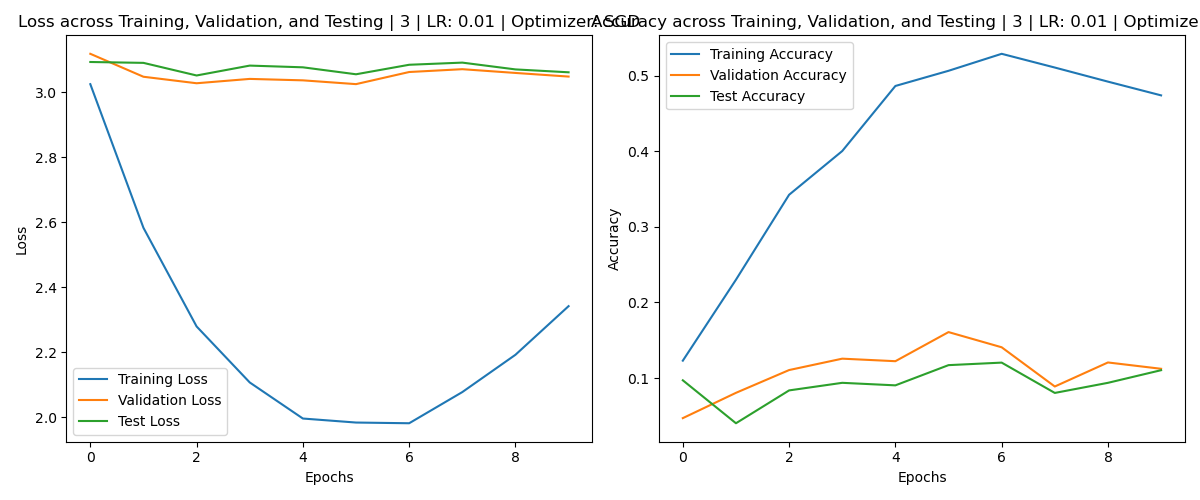 Loss across Training, Validation, and Testing | 3 | LR: 0.01 | Optimizer: SGD
Loss
3.0
2.8
2.6
2.4
2.2
2.0
Training Loss
Validation Loss
Test Loss
0 2 4 6 8
Epochs
Accuracy across Training, Validation, and Testing | 3 | LR: 0.01 | Optimize
Accuracy
0.5
0.4
0.3
0.2
0.1
Training Accuracy
Validation Accuracy
Test Accuracy
0 2 4 6 8
Epochs